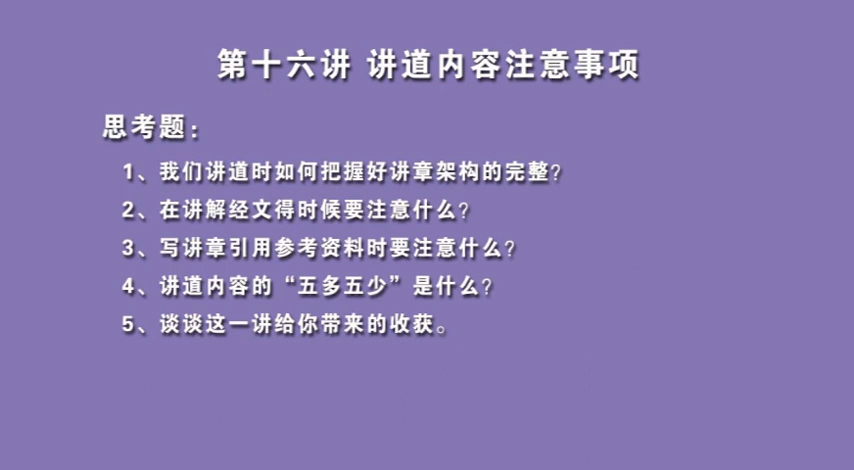 第十六讲 讲道内容注意事项
思考题：
1、我们讲道时如何把握好讲章架构的完整？
2、在讲解经文得时候要注意什么？
3、写讲章引用参考资料时要注意什么？
4、讲道内容的“五多五少”是什么？
5、谈谈这一讲给你带来的收获。